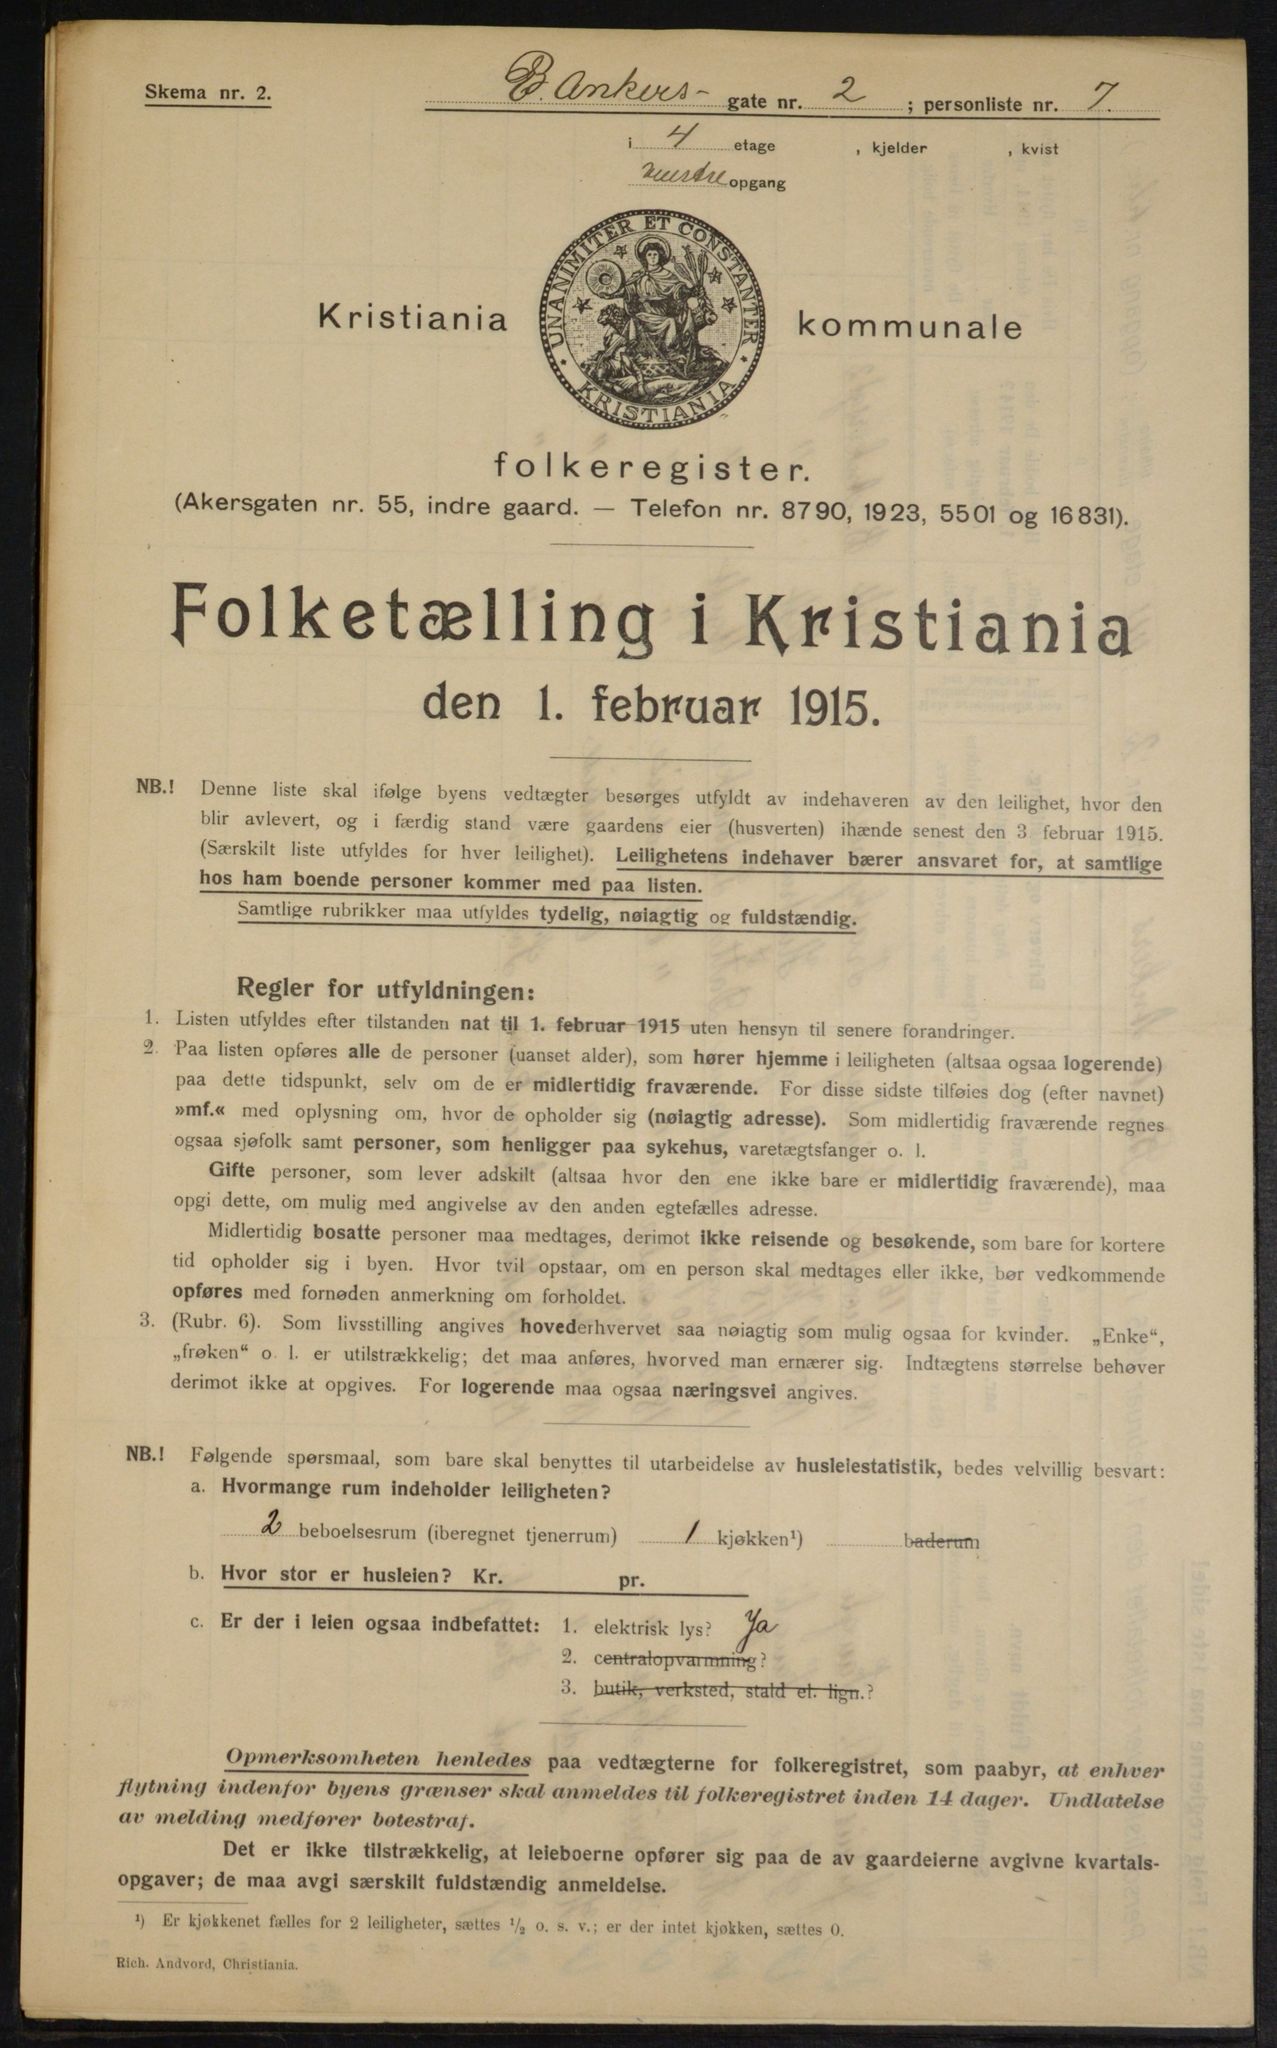 Skema nr. 2.
B. Ankers- gate nr. 2 ; personliste nr. 7.
i 4 etage , kjelder , kvist
venstre opgang
UNANIMITER ET CONSTANTER
KRISTIANIA
Kristiania kommunale
folkeregister.
(Akersgaten nr. 55, indre gaard. — Telefon nr. 8790, 1923, 5501 og 16831).
Folketælling i Kristiania
den 1. februar 1915.
NB.! Denne liste skal ifølge byens vedtægter besørges utfyldt av indehaveren av den leilighet, hvor den
blir avlevert, og i færdig stand være gaardens eier (husverten) ihænde senest den 3 februar 1915.
(Særskilt liste utfyldes for hver leilighet). Leilighetens indehaver bærer ansvaret for, at samtlige
hos ham boende personer kommer med paa listen.
Samtlige rubrikker maa utfyldes tydelig, nøiagtig og fuldstændig.
Regler for utfyldningen:
1. Listen utfyldes efter tilstanden nat til 1. februar 1915 uten hensyn til senere forandringer.
2. Paa listen opføres alle de personer (uanset alder), som hører hjemme i leiligheten (altsaa ogsaa logerende)
paa dette tidspunkt, selv om de er midlertidig fraværende. For disse sidste tilføies dog (efter navnet)
»mf.« med oplysning om, hvor de opholder sig (nøiagtig adresse). Som midlertidig fraværende regnes
ogsaa sjøfolk samt personer, som henligger paa sykehus, varetægtsfanger o. l.
Gifte personer, som lever adskilt (altsaa hvor den ene ikke bare er midlertidig fraværende), maa
opgi dette, om mulig med angivelse av den anden egtefælles adresse.
Midlertidig bosatte personer maa medtages, derimot ikke reisende og besøkende, som bare for kortere
tid opholder sig i byen. Hvor tvil opstaar, om en person skal medtages eller ikke, bør vedkommende
opføres med fornøden anmerkning om forholdet.
3. (Rubr. 6). Som livsstilling angives hovederhvervet saa nøiagtig som mulig ogsaa for kvinder. „Enke“,
„frøken“ o. l. er utilstrækkelig; det maa anføres, hvorved man ernærer sig. Indtægtens størrelse behøver
derimot ikke at opgives. For logerende maa ogsaa næringsvei angives.
NB.! Følgende spørsmaal, som bare skal benyttes til utarbeidelse av husleiestatistik, bedes velvillig besvart:
a. Hvormange rum indeholder leiligheten?
2 beboelsesrum (iberegnet tjenerrum) 1 kjøkken¹) baderum
b. Hvor stor er husleien? Kr. pr.
c. Er der i leien ogsaa indbefattet: 1. elektrisk lys? Ja
2. centralopvarmning?
3. butik, verksted, stald el. lign.?
Opmerksomheten henledes paa vedtægterne for folkeregistret, som paabyr, at enhver
flytning indenfor byens grænser skal anmeldes til folkeregistret inden 14 dager. Undlatelse
av melding medfører botestraf.
Det er ikke tilstrækkelig, at leieboerne opfører sig paa de av gaardeierne avgivne kvartals-
opgaver; de maa avgi særskilt fuldstændig anmeldelse.
¹) Er kjøkkenet fælles for 2 leiligheter, sættes ½ o. s. v.; er der intet kjøkken, sættes 0.
Rich. Andvord, Christiania.